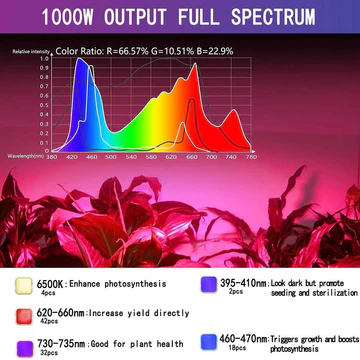 1000W OUTPUT FULL SPECTRUM
Relative intensity
Color Ratio: R=66.57% G=10.51% B=22.9%
1.0
0.9
0.8
0.7
0.6
0.5
0.4
0.3
0.2
0.1
0
Wavelength(nm)
380 420 460 500 540 580 620 660 700 740 780
6500K: Enhance photosynthesis
4pcs
620-660nm: Increase yield directly
42pcs
730-735nm: Good for plant health
32pcs
395-410nm: Look dark but promote
2pcs
seeding and sterilization
460-470nm: Triggers growth and boosts
18pcs
photosynthesis